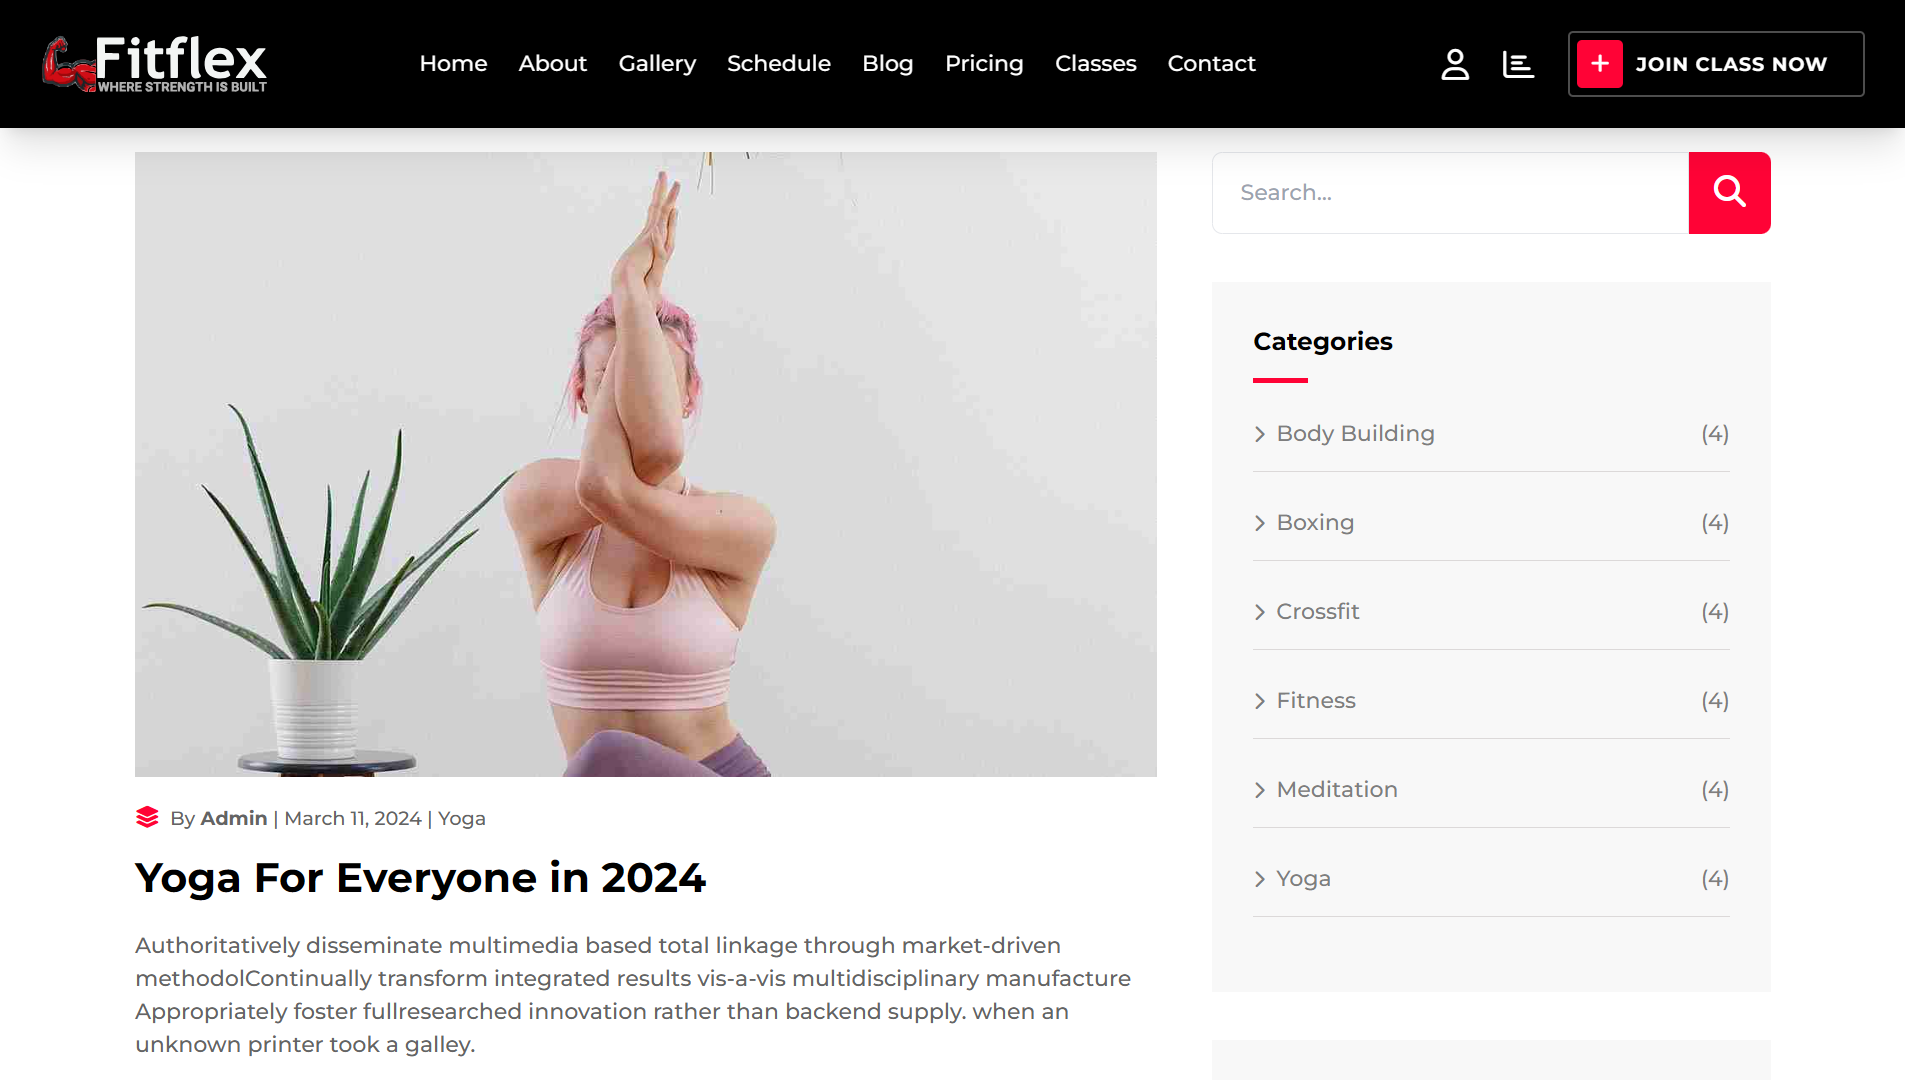 Fitflex
WHERE STRENGTH IS BUILT
Home About Gallery Schedule Blog Pricing Classes Contact
JOIN CLASS NOW
Search...
Categories
Body Building (4)
Boxing (4)
Crossfit (4)
Fitness (4)
Meditation (4)
Yoga (4)
By Admin | March 11, 2024 | Yoga
Yoga For Everyone in 2024
Authoritatively disseminate multimedia based total linkage through market-driven
methodolContinually transform integrated results vis-a-vis multidisciplinary manufacture
Appropriately foster fullresearched innovation rather than backend supply. when an
unknown printer took a galley.